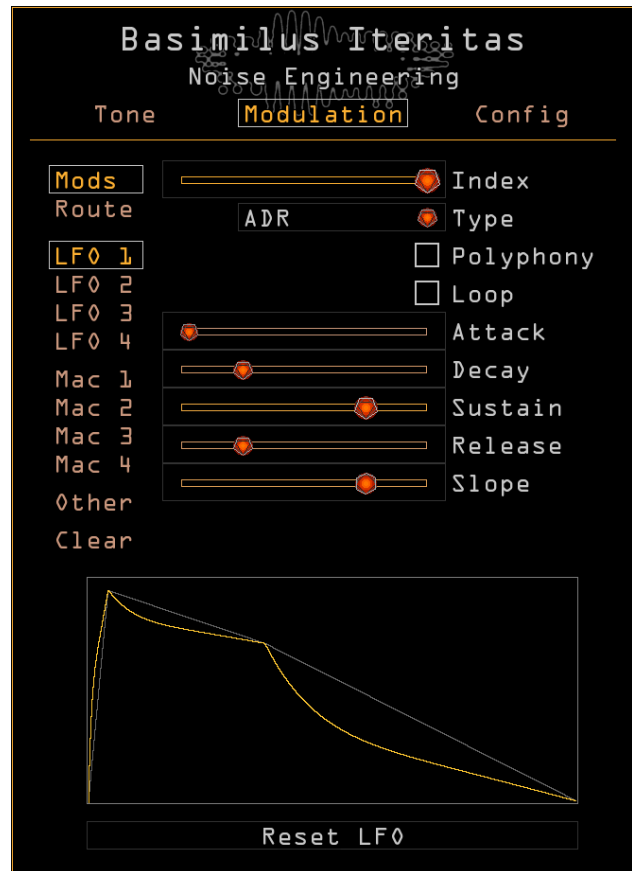 Basimilus Iteritas
Noise Engineering
Tone Modulation Config
Mods
Route
LFO 1
LFO 2
LFO 3
LFO 4
Mac 1
Mac 2
Mac 3
Mac 4
Other
Clear
Index
ADR Type
Polyphony
Loop
Attack
Decay
Sustain
Release
Slope
Reset LFO